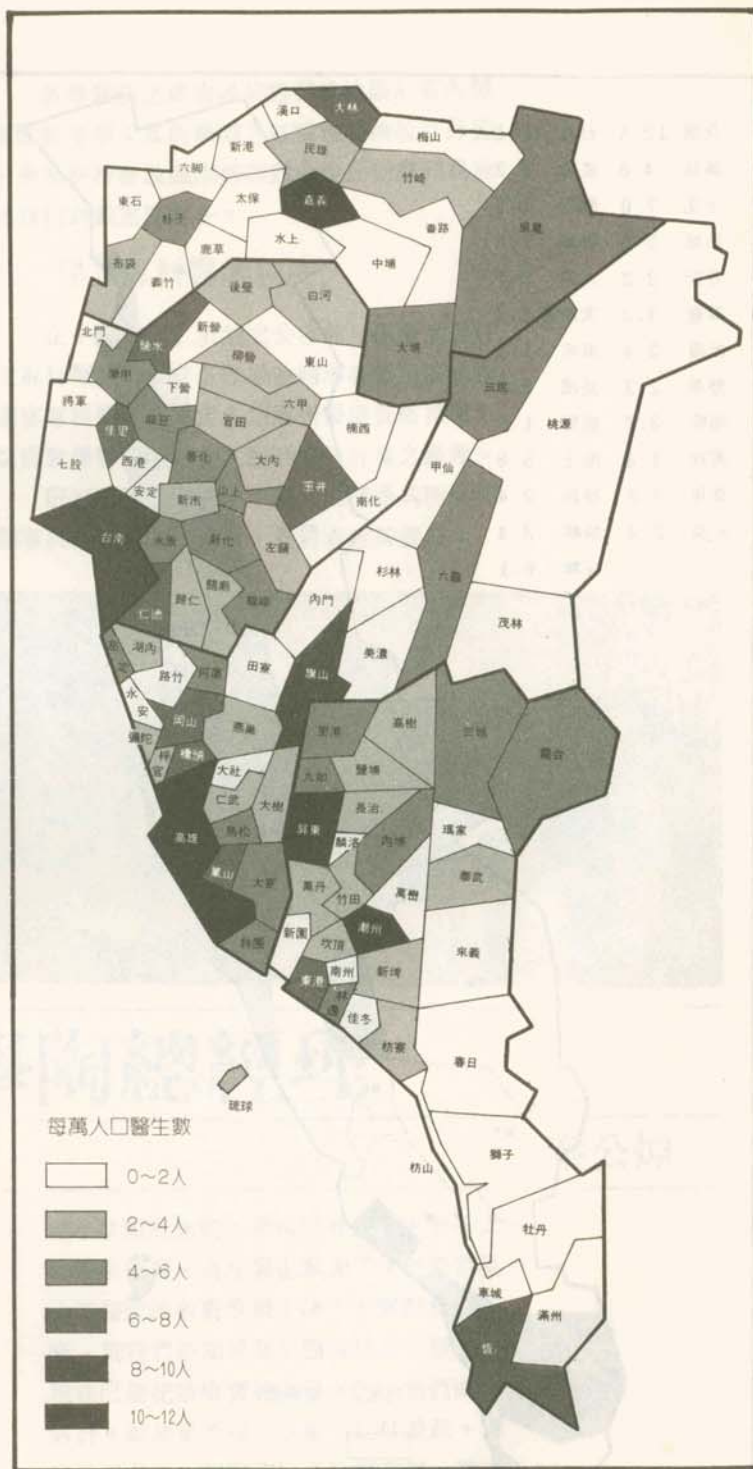 溪口
大林
梅山
新港
民雄
竹崎
六脚
東石
朴子
太保
嘉義
番路
吳鳳
布袋
鹿草
水上
中埔
義竹
後壁
白河
大埔
北門
新營
鹽水
柳營
東山
三民
桃源
學甲
下營
六甲
將軍
麻豆
官田
楠西
佳里
七股
西港
善化
大內
玉井
甲仙
安定
新市
山上
南化
台南
永康
新化
左鎮
杉林
六龜
仁德
歸仁
關廟
龍崎
內門
茂林
湖內
路竹
阿蓮
田寮
旗山
美濃
永安
岡山
燕巢
里港
高樹
三地
霧台
彌陀
橋頭
梓官
大社
九如
鹽埔
仁武
大樹
長治
高雄
鳥松
屏東
麟洛
內埔
瑪家
鳳山
大寮
萬丹
竹田
萬巒
泰武
潮州
林園
新園
崁頂
來義
東港
南州
新埤
林邊
佳冬
枋寮
春日
琉球
每萬人口醫生數
獅子
枋山
0～2人
牡丹
2～4人
4～6人
車城
滿州
6～8人
恆
8～10人
10～12人